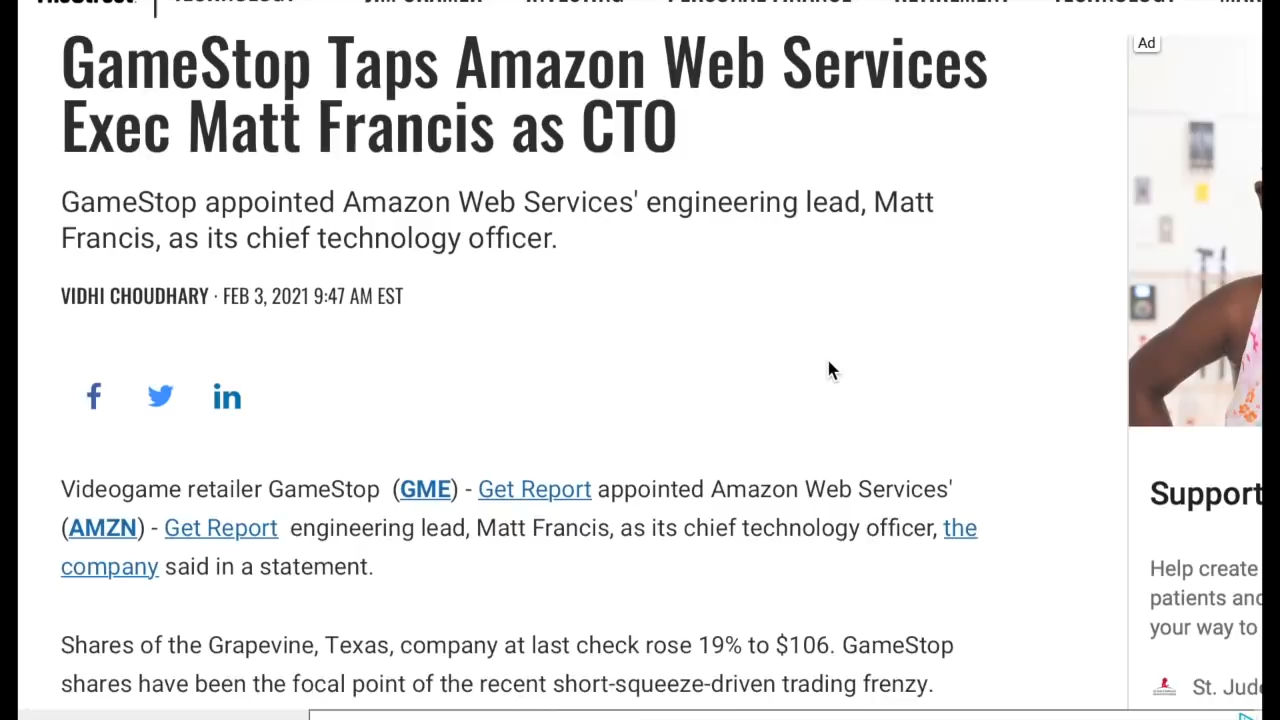 GameStop Taps Amazon Web Services
Exec Matt Francis as CTO
GameStop appointed Amazon Web Services' engineering lead, Matt
Francis, as its chief technology officer.
VIDHI CHOUDHARY · FEB 3, 2021 9:47 AM EST
Videogame retailer GameStop (GME) - Get Report appointed Amazon Web Services'
(AMZN) - Get Report engineering lead, Matt Francis, as its chief technology officer, the
company said in a statement.
Shares of the Grapevine, Texas, company at last check rose 19% to $106. GameStop
shares have been the focal point of the recent short-squeeze-driven trading frenzy.
Ad
Support
Help create
patients and
your way to
St. Jud